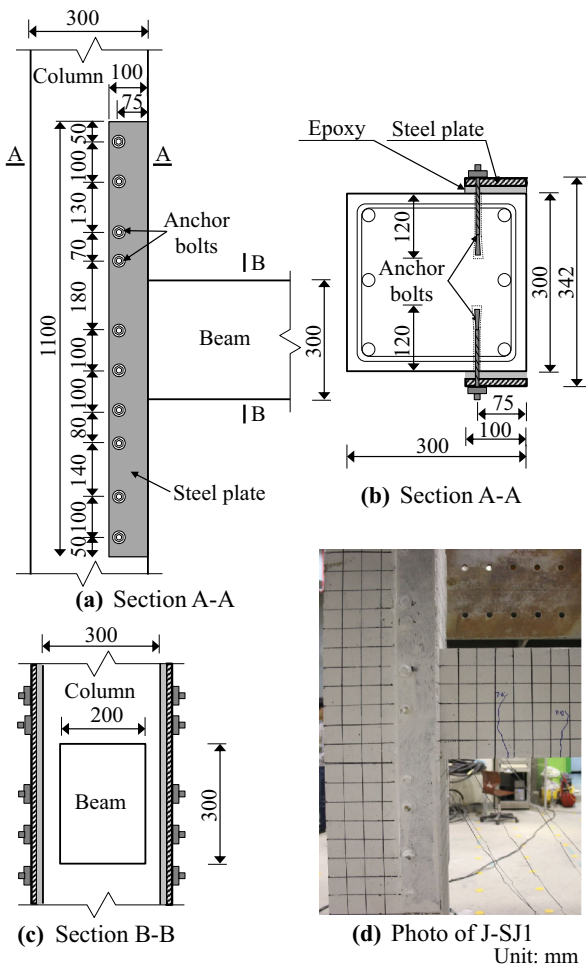 300
Column
100
75
A
A
50
100
130
70
180
100
100
80
140
100
50
1100
Anchor
bolts
B
Beam
300
B
Steel plate
(a) Section A-A
Epoxy
Steel plate
120
Anchor
bolts
120
300
342
75
100
300
(b) Section A-A
300
Column
200
Beam
300
(c) Section B-B
(d) Photo of J-SJ1
Unit: mm